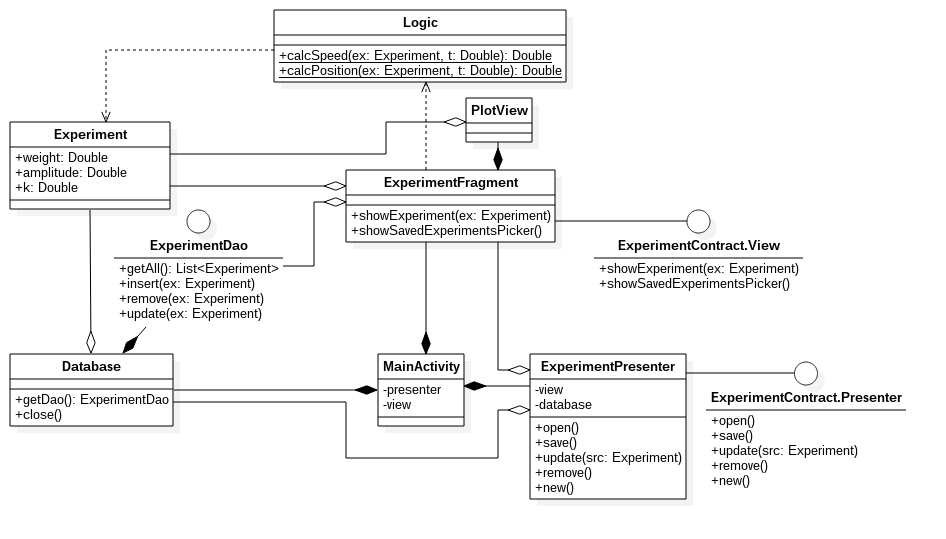 Logic
+calcSpeed(ex: Experiment, t: Double): Double
+calcPosition(ex: Experiment, t: Double): Double
PlotView
Experiment
+weight: Double
+amplitude: Double
+k: Double
ExperimentFragment
+showExperiment(ex: Experiment)
+showSavedExperimentsPicker()
ExperimentDao
+getAll(): List<Experiment>
+insert(ex: Experiment)
+remove(ex: Experiment)
+update(ex: Experiment)
ExperimentContract.View
+showExperiment(ex: Experiment)
+showSavedExperimentsPicker()
Database
+getDao(): ExperimentDao
+close()
MainActivity
-presenter
-view
ExperimentPresenter
-view
-database
+open()
+save()
+update(src: Experiment)
+remove()
+new()
ExperimentContract.Presenter
+open()
+save()
+update(src: Experiment)
+remove()
+new()